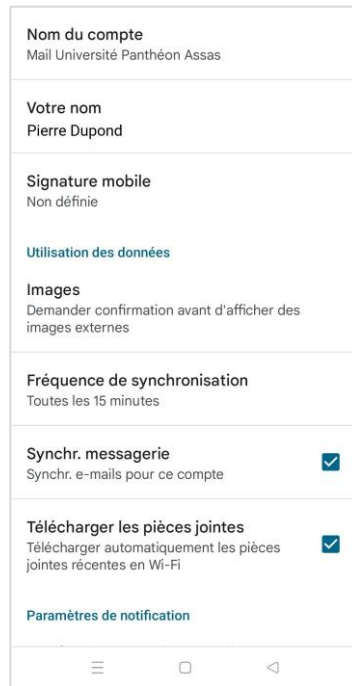 Nom du compte
Mail Université Panthéon Assas
Votre nom
Pierre Dupond
Signature mobile
Non définie
Utilisation des données
Images
Demander confirmation avant d'afficher des
images externes
Fréquence de synchronisation
Toutes les 15 minutes
Synchr. messagerie
Synchr. e-mails pour ce compte
Télécharger les pièces jointes
Télécharger automatiquement les pièces
jointes récentes en Wi-Fi
Paramètres de notification